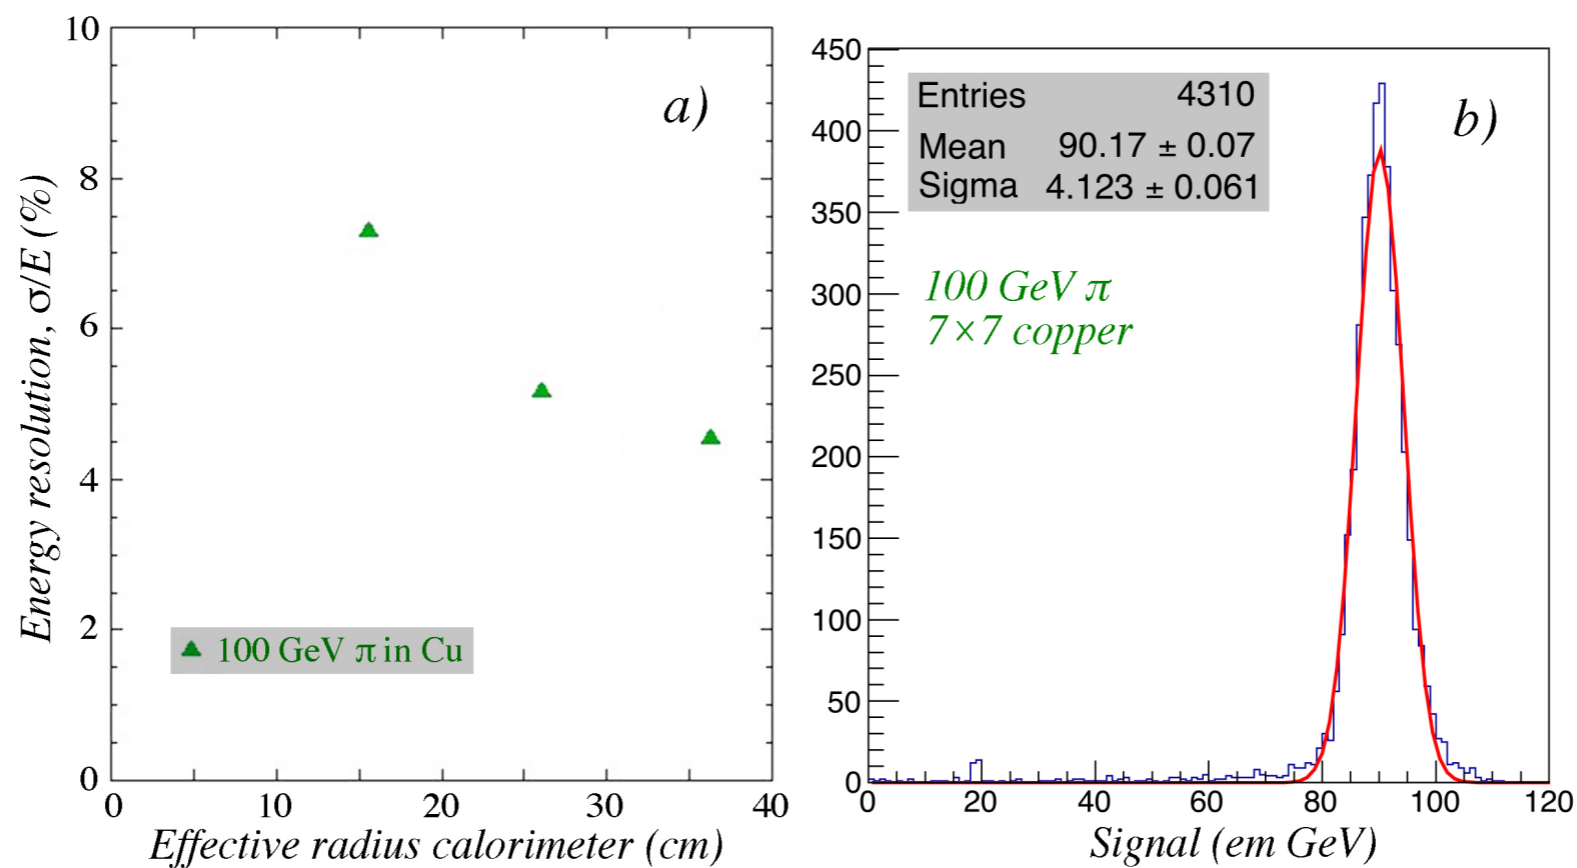 10
8
6
4
2
0
Energy resolution, σ/E (%)
a)
▲ 100 GeV π in Cu
0 10 20 30 40
Effective radius calorimeter (cm)
450
400
350
300
250
200
150
100
50
0
Entries 4310
Mean 90.17 ± 0.07
Sigma 4.123 ± 0.061
b)
100 GeV π
7×7 copper
0 20 40 60 80 100 120
Signal (em GeV)